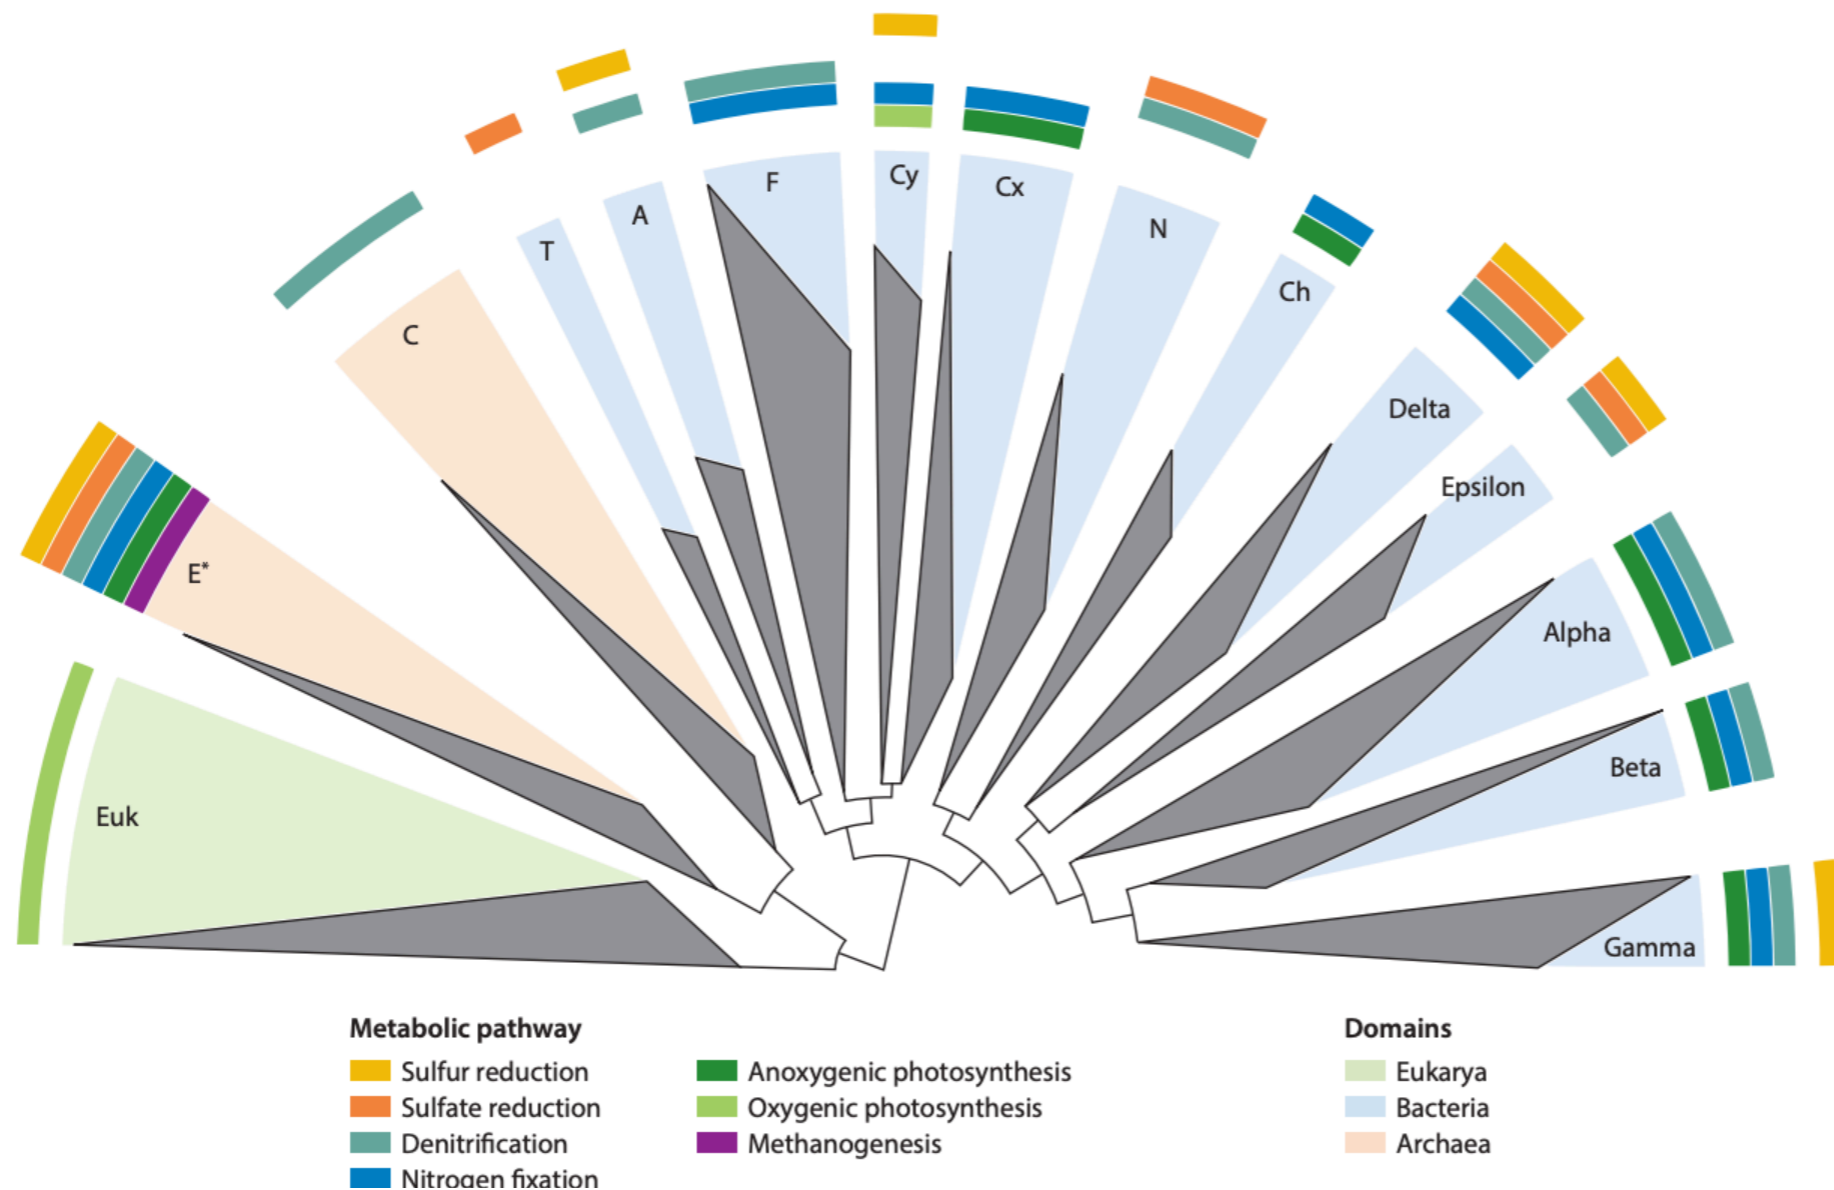 F
Cy
Cx
A
N
T
Ch
C
Delta
Epsilon
E*
Alpha
Beta
Euk
Gamma
Metabolic pathway
Sulfur reduction
Sulfate reduction
Denitrification
Nitrogen fixation
Anoxygenic photosynthesis
Oxygenic photosynthesis
Methanogenesis
Domains
Eukarya
Bacteria
Archaea